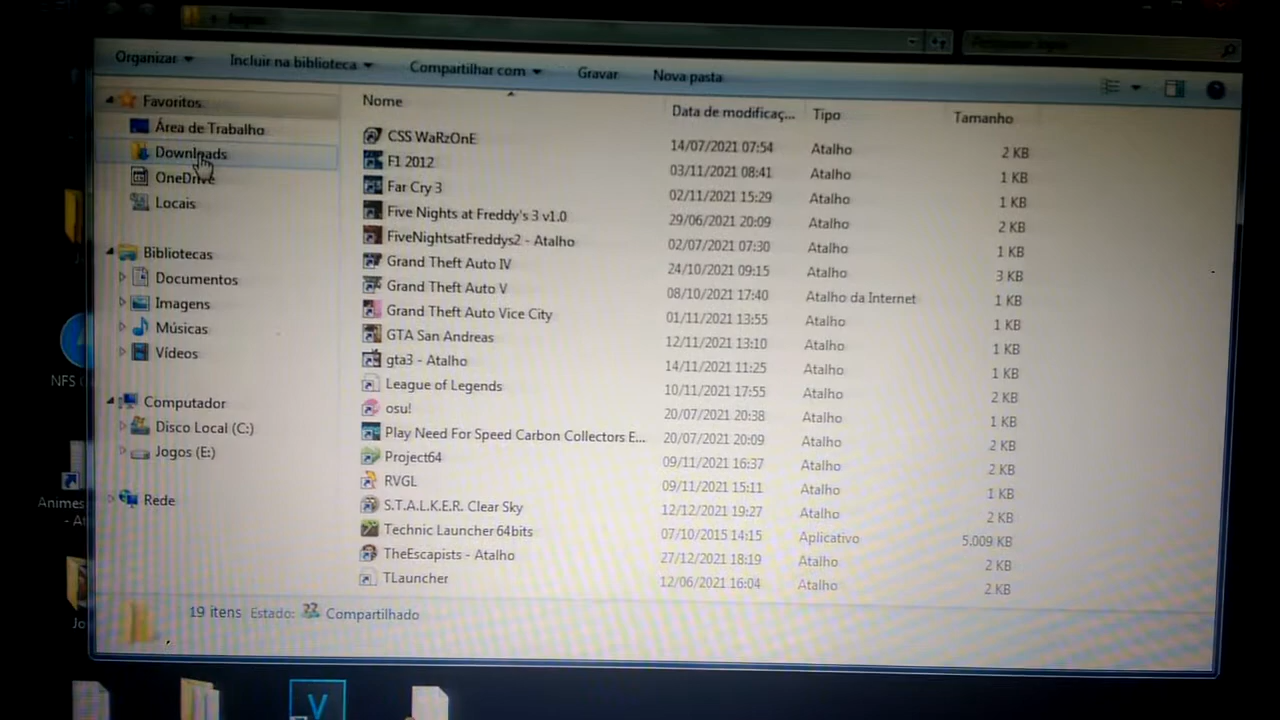 Jogos
Organizar Incluir na biblioteca Compartilhar com Gravar Nova pasta
Nome Data de modificaç... Tipo Tamanho
Favoritos
Área de Trabalho
Downloads
OneDrive
Locais
Bibliotecas
Documentos
Imagens
Músicas
Vídeos
Computador
Disco Local (C:)
Jogos (E:)
Rede
CSS WaRzOnE 14/07/2021 07:54 Atalho 2 KB
F1 2012 03/11/2021 08:41 Atalho 1 KB
Far Cry 3 02/11/2021 15:29 Atalho 1 KB
Five Nights at Freddy's 3 v1.0 29/06/2021 20:09 Atalho 2 KB
FiveNightsatFreddys2 - Atalho 02/07/2021 07:30 Atalho 1 KB
Grand Theft Auto IV 24/10/2021 09:15 Atalho 3 KB
Grand Theft Auto V 08/10/2021 17:40 Atalho da Internet 1 KB
Grand Theft Auto Vice City 01/11/2021 13:55 Atalho 1 KB
GTA San Andreas 12/11/2021 13:10 Atalho 1 KB
gta3 - Atalho 14/11/2021 11:25 Atalho 1 KB
League of Legends 10/11/2021 17:55 Atalho 2 KB
osu! 20/07/2021 20:38 Atalho 1 KB
Play Need For Speed Carbon Collectors E... 20/07/2021 20:09 Atalho 2 KB
Project64 09/11/2021 16:37 Atalho 2 KB
RVGL 09/11/2021 15:11 Atalho 1 KB
S.T.A.L.K.E.R. Clear Sky 12/12/2021 19:27 Atalho 2 KB
Technic Launcher 64bits 07/10/2015 14:15 Aplicativo 5.009 KB
TheEscapists - Atalho 27/12/2021 18:19 Atalho 2 KB
TLauncher 12/06/2021 16:04 Atalho 2 KB
19 itens Estado: Compartilhado
NFS
Animes
V